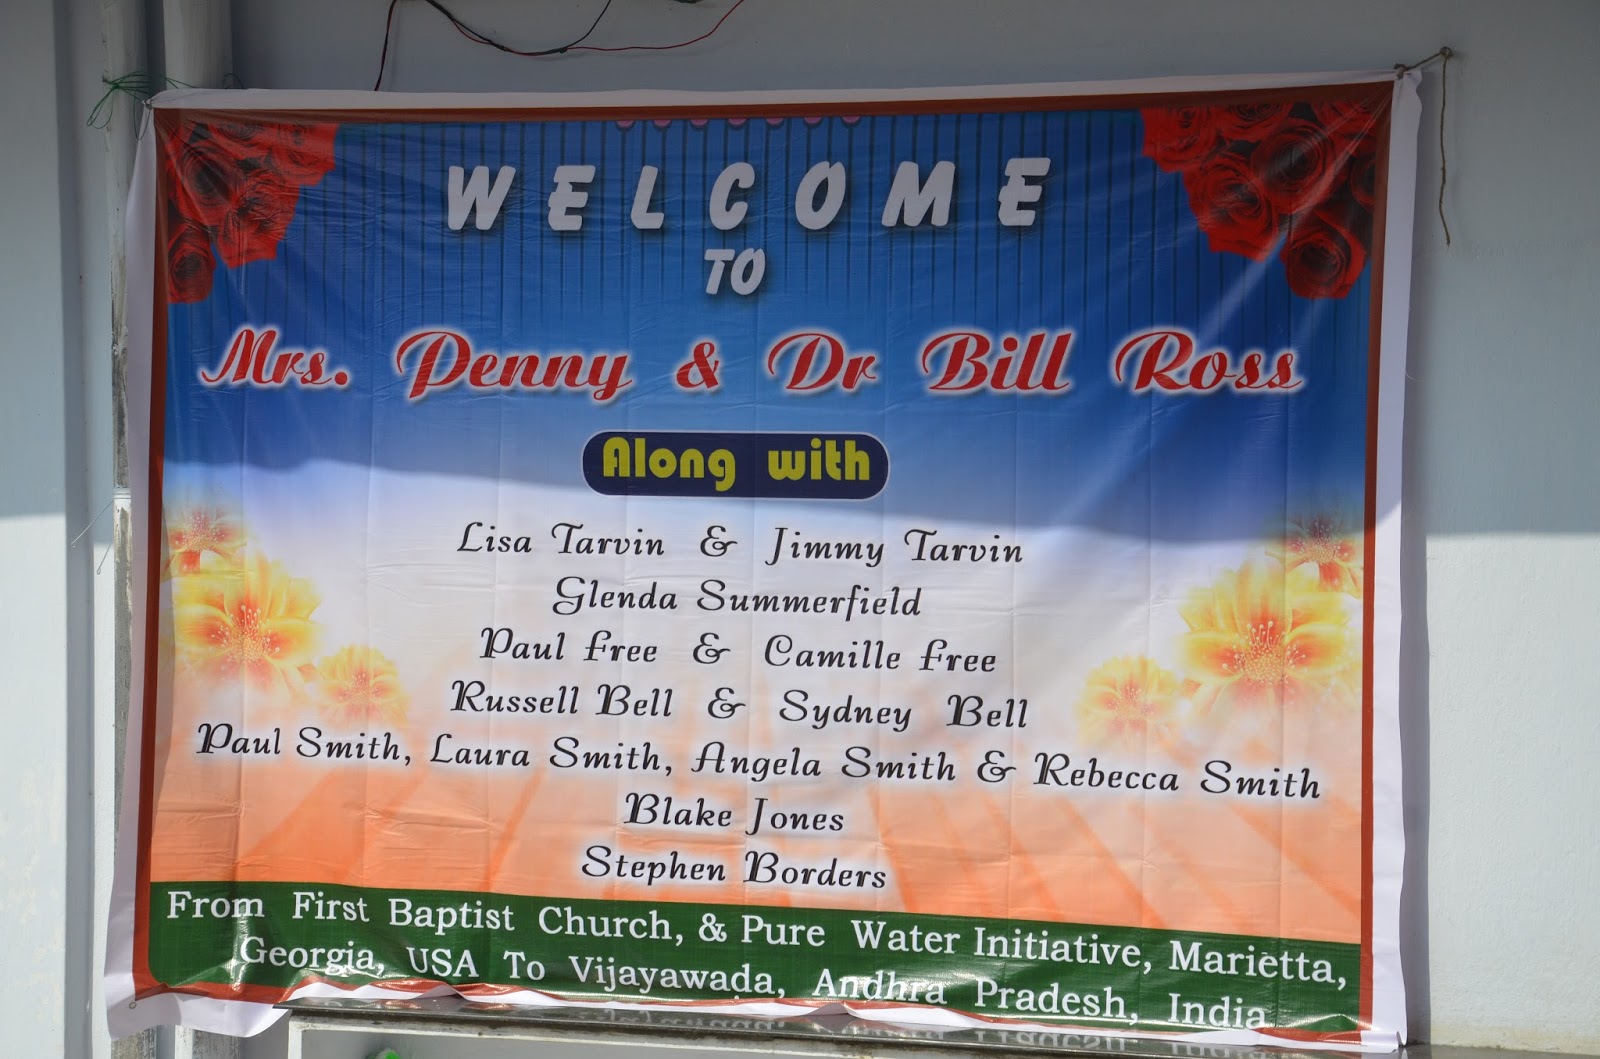 WELCOME
TO
Mrs. Penny & Dr Bill Ross
Along with
Lisa Tarvin & Jimmy Tarvin
Glenda Summerfield
Paul Free & Camille Free
Russell Bell & Sydney Bell
Paul Smith, Laura Smith, Angela Smith & Rebecca Smith
Blake Jones
Stephen Borders
From First Baptist Church, & Pure Water Initiative, Marietta,
Georgia, USA To Vijayawada, Andhra Pradesh, India